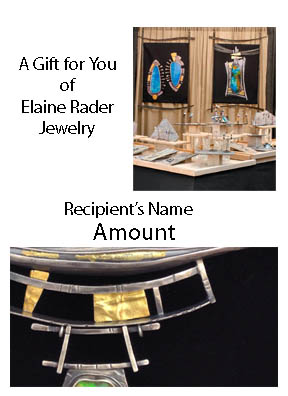 A Gift for You
of
Elaine Rader
Jewelry
Recipient's Name
Amount